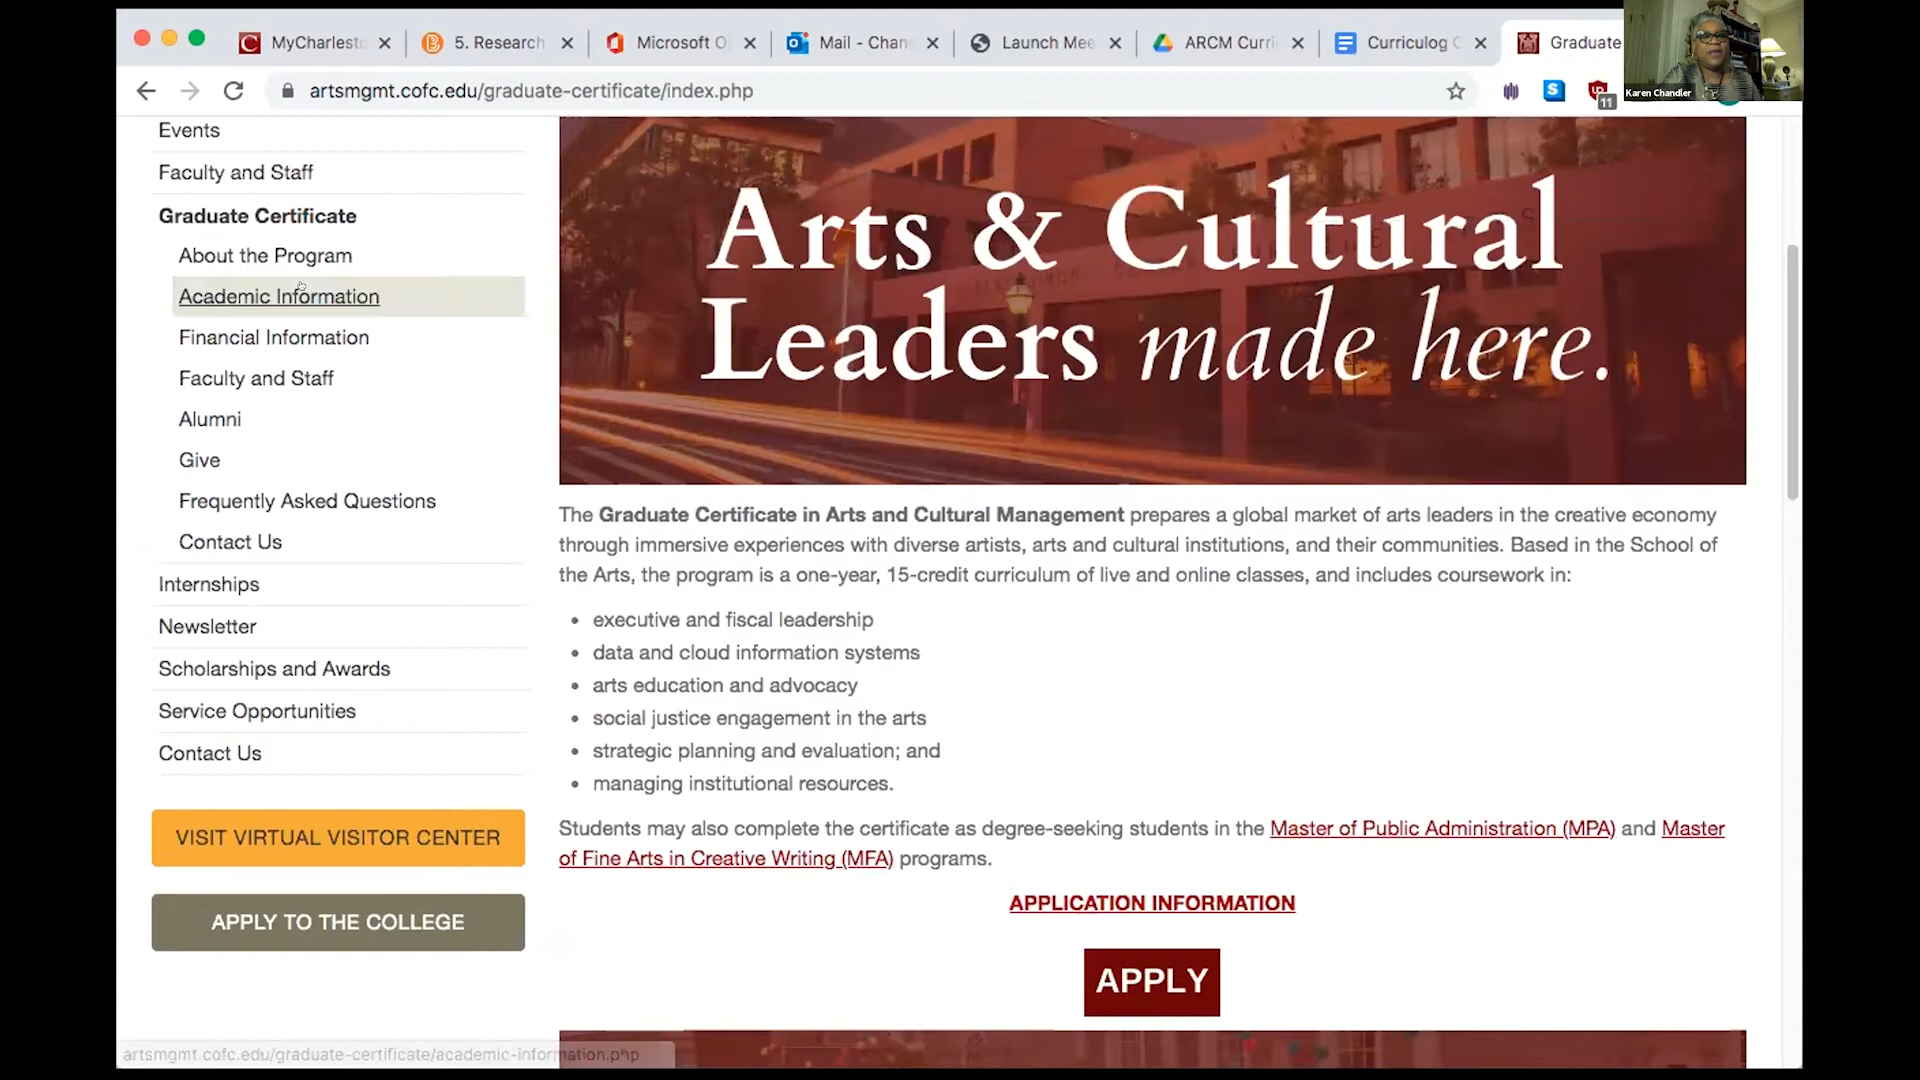 MyCharlest
5. Research
Microsoft O
Mail - Chan
Launch Mee
ARCM Curri
Curriculog C
Graduate
artsmgmt.cofc.edu/graduate-certificate/index.php
11
Karen Chandler
Events
Faculty and Staff
Graduate Certificate
About the Program
Academic Information
Financial Information
Faculty and Staff
Alumni
Give
Frequently Asked Questions
Contact Us
Internships
Newsletter
Scholarships and Awards
Service Opportunities
Contact Us
VISIT VIRTUAL VISITOR CENTER
APPLY TO THE COLLEGE
Arts & Cultural
Leaders made here.
The Graduate Certificate in Arts and Cultural Management prepares a global market of arts leaders in the creative economy
through immersive experiences with diverse artists, arts and cultural institutions, and their communities. Based in the School of
the Arts, the program is a one-year, 15-credit curriculum of live and online classes, and includes coursework in:
• executive and fiscal leadership
• data and cloud information systems
• arts education and advocacy
• social justice engagement in the arts
• strategic planning and evaluation; and
• managing institutional resources.
Students may also complete the certificate as degree-seeking students in the Master of Public Administration (MPA) and Master
of Fine Arts in Creative Writing (MFA) programs.
APPLICATION INFORMATION
APPLY
artsmgmt.cofc.edu/graduate-certificate/academic-information.php